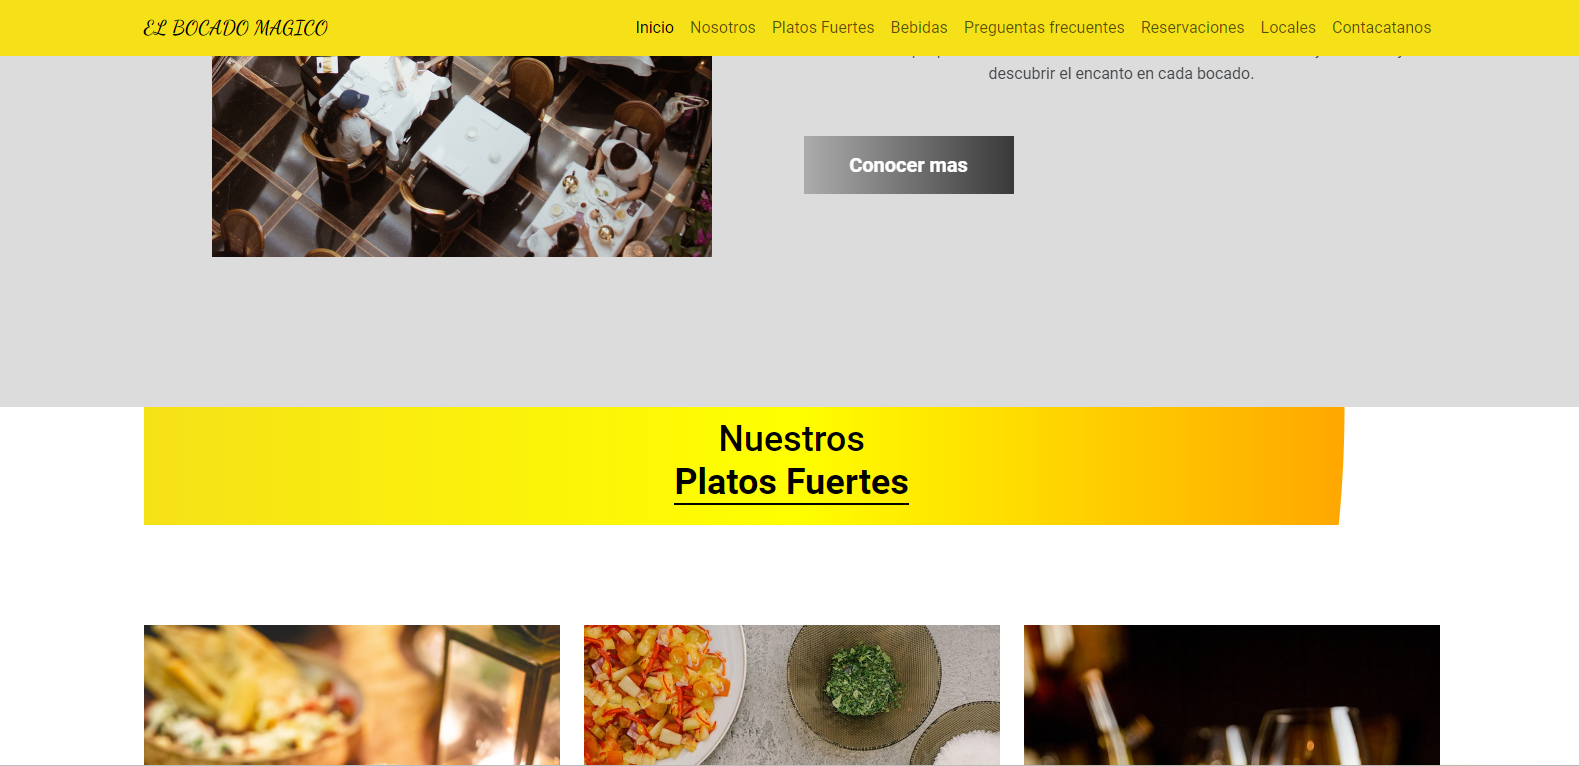 EL BOCADO MAGICO
Inicio Nosotros Platos Fuertes Bebidas Preguntas frecuentes Reservaciones Locales Contacatanos
descubrir el encanto en cada bocado.
Conocer mas
Nuestros
Platos Fuertes